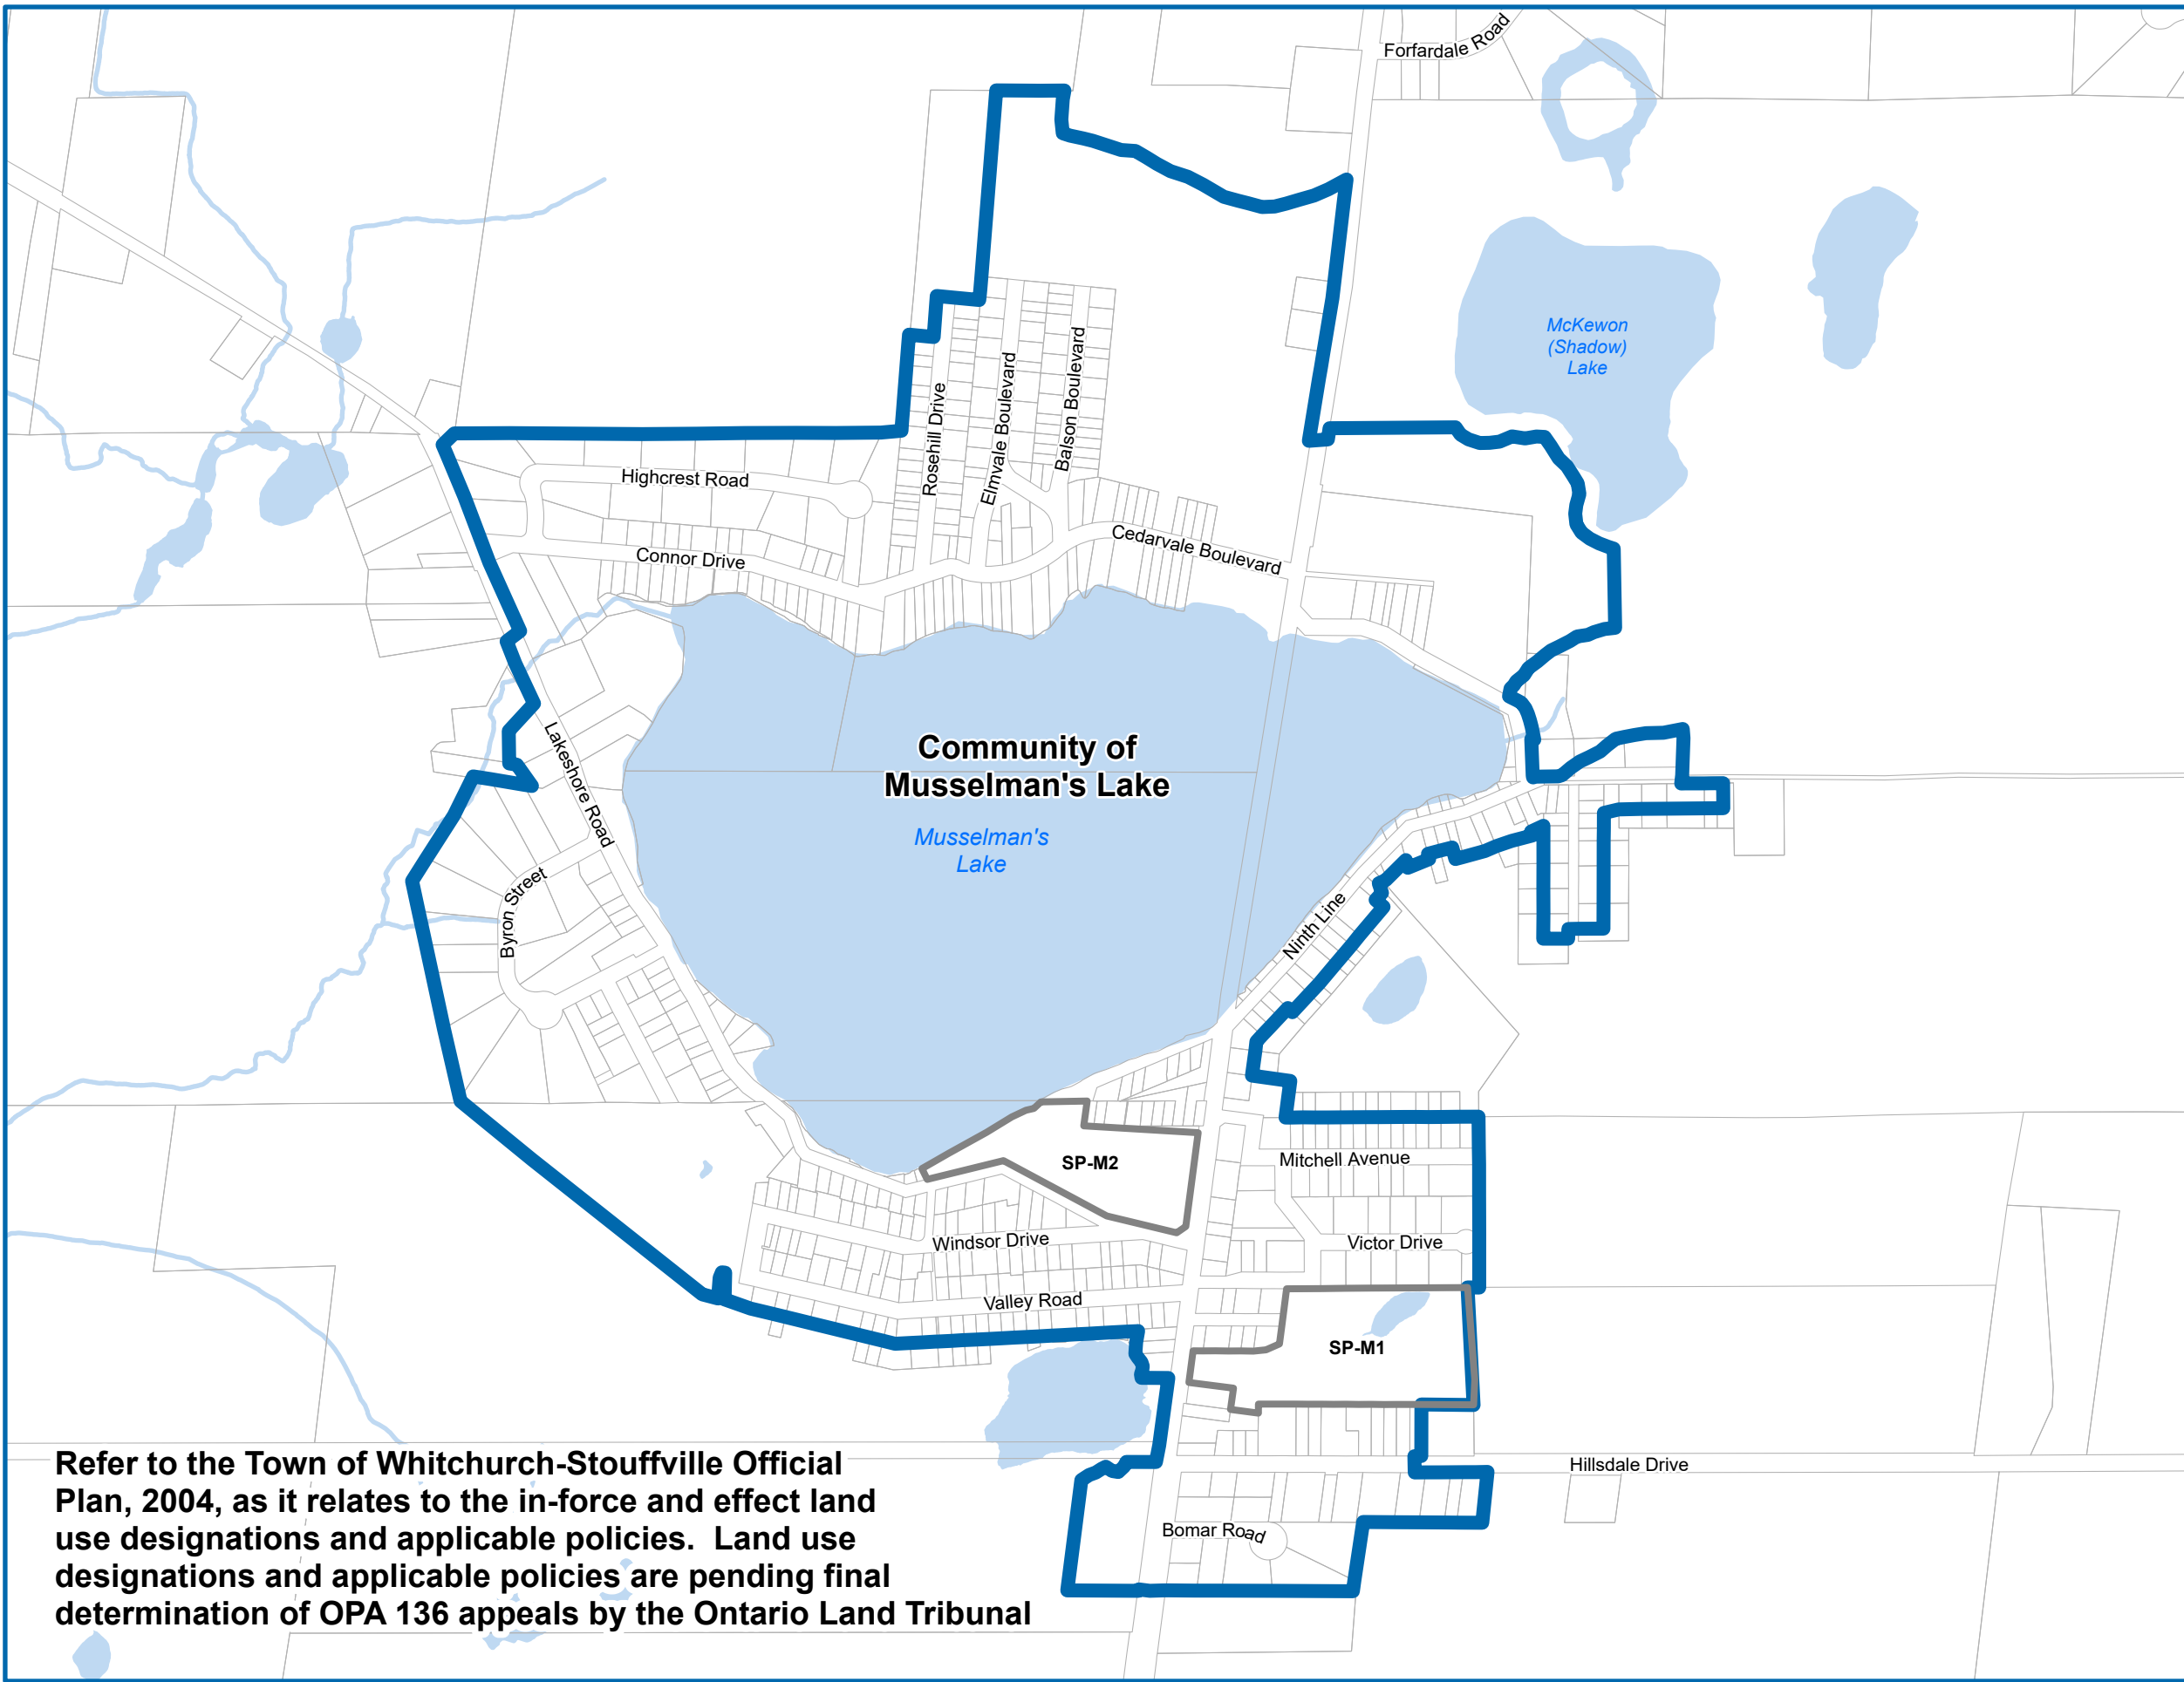 Forfardale Road
McKewon
(Shadow)
Lake
Rosehill Drive
Elmvale Boulevard
Balson Boulevard
Highcrest Road
Connor Drive
Cedarvale Boulevard
Lakeshore Road
Community of
Musselman's Lake
Musselman's
Lake
Byron Street
Ninth Line
SP-M2
Mitchell Avenue
Windsor Drive
Victor Drive
Valley Road
SP-M1
Hillsdale Drive
Bomar Road
Refer to the Town of Whitchurch-Stouffville Official
Plan, 2004, as it relates to the in-force and effect land
use designations and applicable policies.  Land use
designations and applicable policies are pending final
determination of OPA 136 appeals by the Ontario Land Tribunal